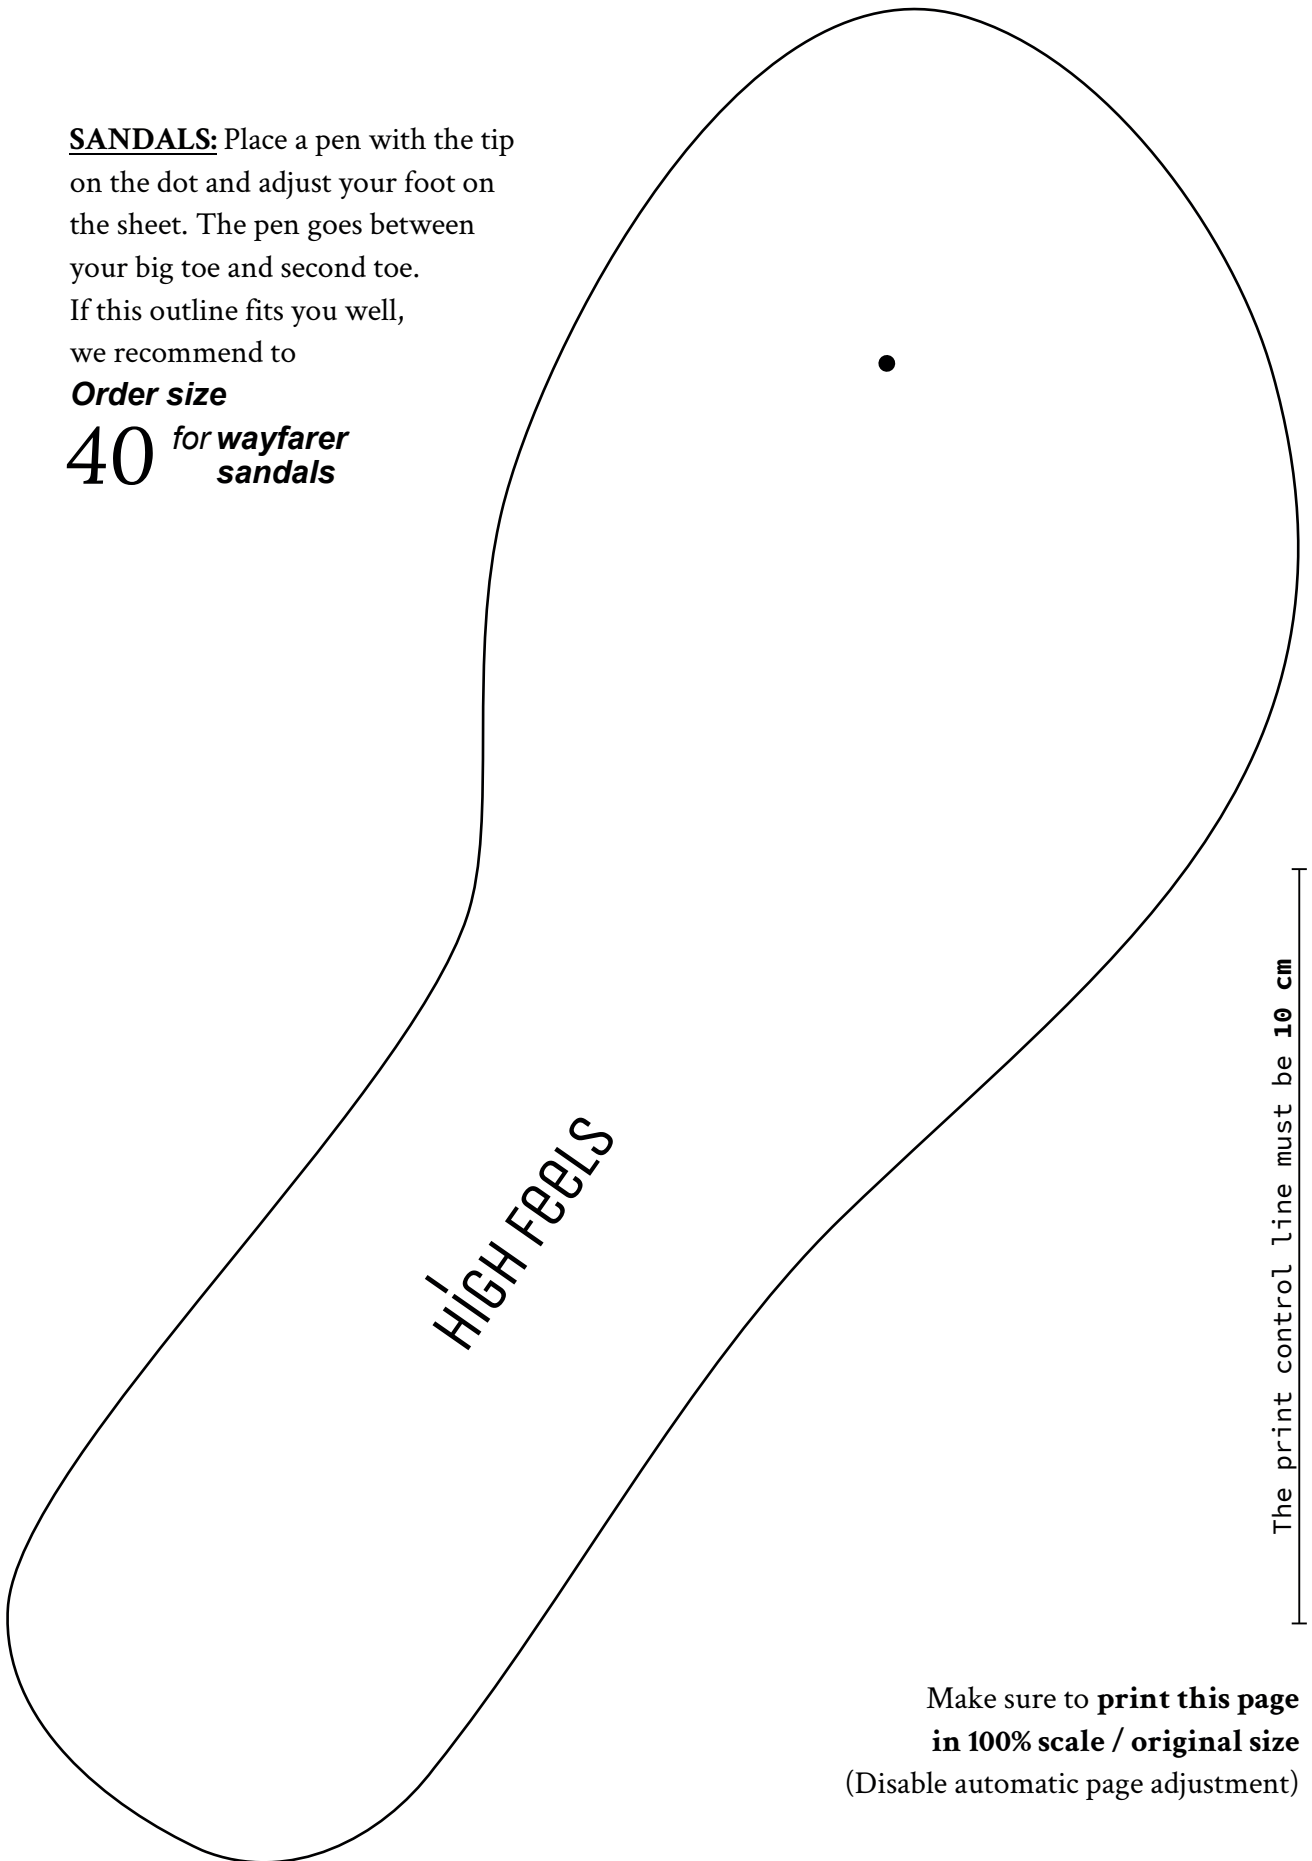 SANDALS: Place a pen with the tip
on the dot and adjust your foot on
the sheet. The pen goes between
your big toe and second toe.
If this outline fits you well,
we recommend to
Order size
40 for wayfarer
sandals
HiGH FeeLS
The print control line must be 10 cm
Make sure to print this page
in 100% scale / original size
(Disable automatic page adjustment)